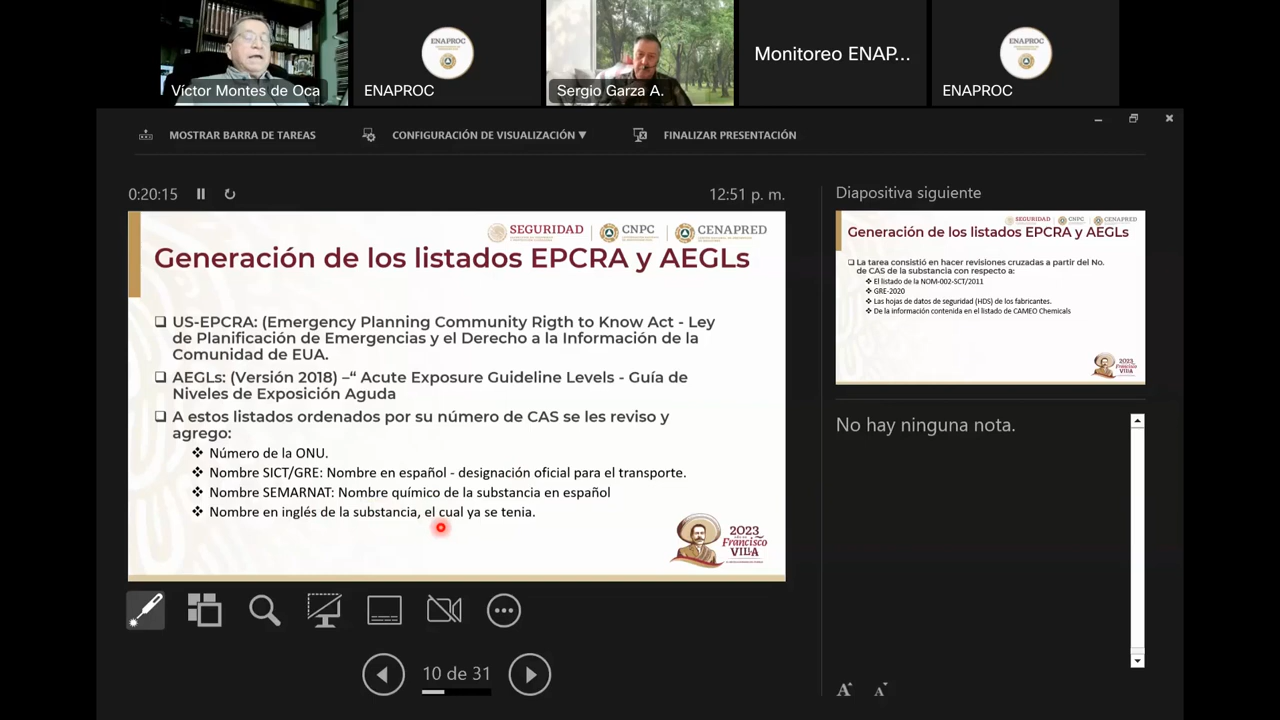 Víctor Montes de Oca
ENAPROC
ENAPROC
Sergio Garza A.
Monitoreo ENAP...
ENAPROC
ENAPROC
MOSTRAR BARRA DE TAREAS
CONFIGURACIÓN DE VISUALIZACIÓN ▼
FINALIZAR PRESENTACIÓN
0:20:15
12:51 p. m.
SEGURIDAD
CNPC
CENAPRED
Generación de los listados EPCRA y AEGLs
❑ US-EPCRA: (Emergency Planning Community Rigth to Know Act - Ley
de Planificación de Emergencias y el Derecho a la Información de la
Comunidad de EUA.
❑ AEGLs: (Versión 2018) –“ Acute Exposure Guideline Levels - Guía de
Niveles de Exposición Aguda
❑ A estos listados ordenados por su número de CAS se les reviso y
agrego:
❖ Número de la ONU.
❖ Nombre SICT/GRE: Nombre en español - designación oficial para el transporte.
❖ Nombre SEMARNAT: Nombre químico de la substancia en español
❖ Nombre en inglés de la substancia, el cual ya se tenia.
2023
Francisco
VILLA
10 de 31
Diapositiva siguiente
SEGURIDAD
CNPC
CENAPRED
Generación de los listados EPCRA y AEGLs
❑ La tarea consistió en hacer revisiones cruzadas a partir del No.
de CAS de la substancia con respecto a:
❖ El listado de la NOM-002-SCT/2011
❖ GRE-2020
❖ Las hojas de datos de seguridad (HDS) de los fabricantes.
❖ De la información contenida en el listado de CAMEO Chemicals
2023
Francisco
VILLA
No hay ninguna nota.
A A